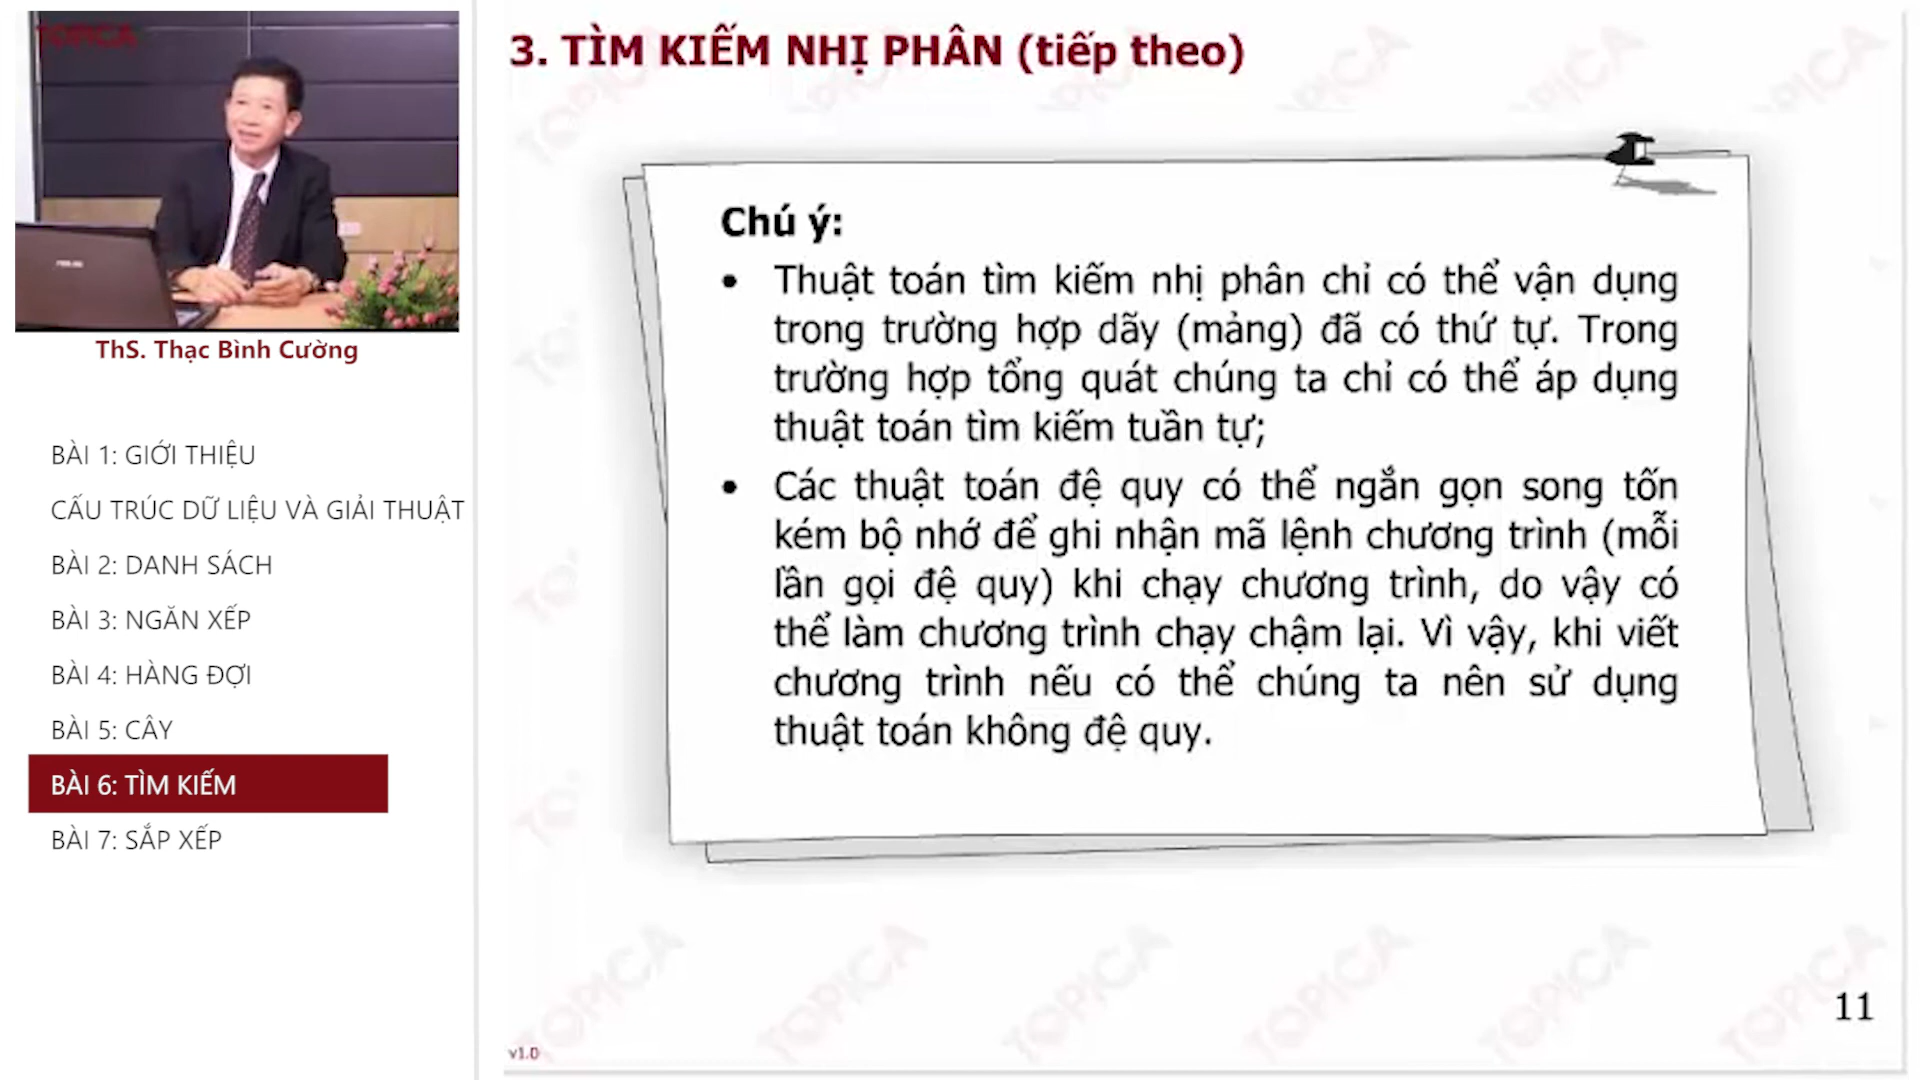 TOPICA
ThS. Thạc Bình Cường
BÀI 1: GIỚI THIỆU
CẤU TRÚC DỮ LIỆU VÀ GIẢI THUẬT
BÀI 2: DANH SÁCH
BÀI 3: NGĂN XẾP
BÀI 4: HÀNG ĐỢI
BÀI 5: CÂY
BÀI 6: TÌM KIẾM
BÀI 7: SẮP XẾP
3. TÌM KIẾM NHỊ PHÂN (tiếp theo)
Chú ý:
• Thuật toán tìm kiếm nhị phân chỉ có thể vận dụng
trong trường hợp dãy (mảng) đã có thứ tự. Trong
trường hợp tổng quát chúng ta chỉ có thể áp dụng
thuật toán tìm kiếm tuần tự;
• Các thuật toán đệ quy có thể ngắn gọn song tốn
kém bộ nhớ để ghi nhận mã lệnh chương trình (mỗi
lần gọi đệ quy) khi chạy chương trình, do vậy có
thể làm chương trình chạy chậm lại. Vì vậy, khi viết
chương trình nếu có thể chúng ta nên sử dụng
thuật toán không đệ quy.
TOPICA TOPICA TOPICA TOPICA TOPICA TOPICA
v1.0
11